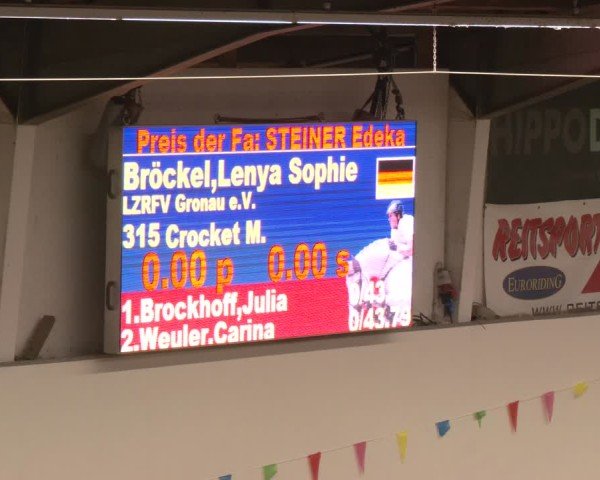 Preis der Fa: STEINER Edeka
Bröckel,Lenya Sophie
LZRFV Gronau e.V.
315 Crocket M.
0.00 p 0.00 s
1.Brockhoff,Julia
2.Weuler,Carina 0/43.79
HIPPOD
REITSPORT
EURORIDING